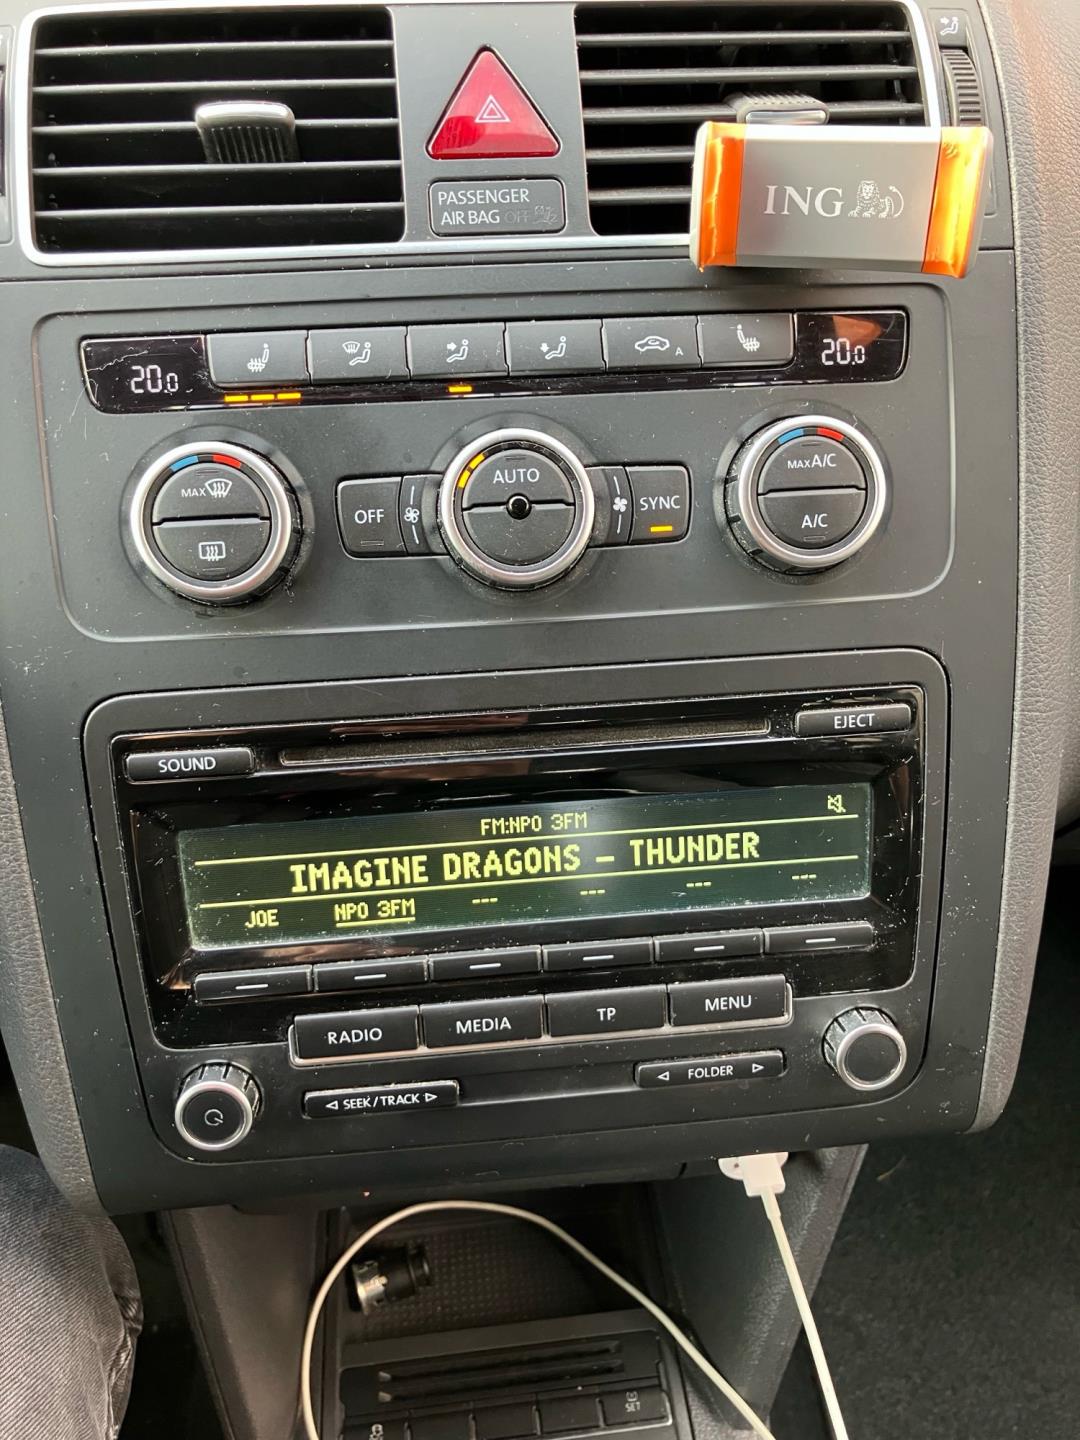 PASSENGER
AIR BAG OFF
ING
20.0
A
20.0
MAX
OFF
AUTO
SYNC
MAX A/C
A/C
EJECT
SOUND
FM:NPO 3FM
IMAGINE DRAGONS – THUNDER
JOE NPO 3FM --- --- --- ---
RADIO MEDIA TP MENU
SEEK/TRACK
FOLDER
SET